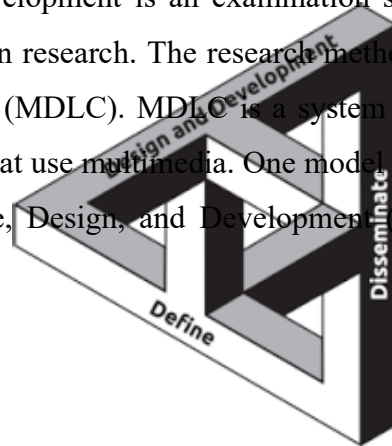 elopment is an examination s
n research. The research metho
(MDLC). MDLC is a system
at use multimedia. One model
e, Design, and Development
Design and Development
Define
Disseminate